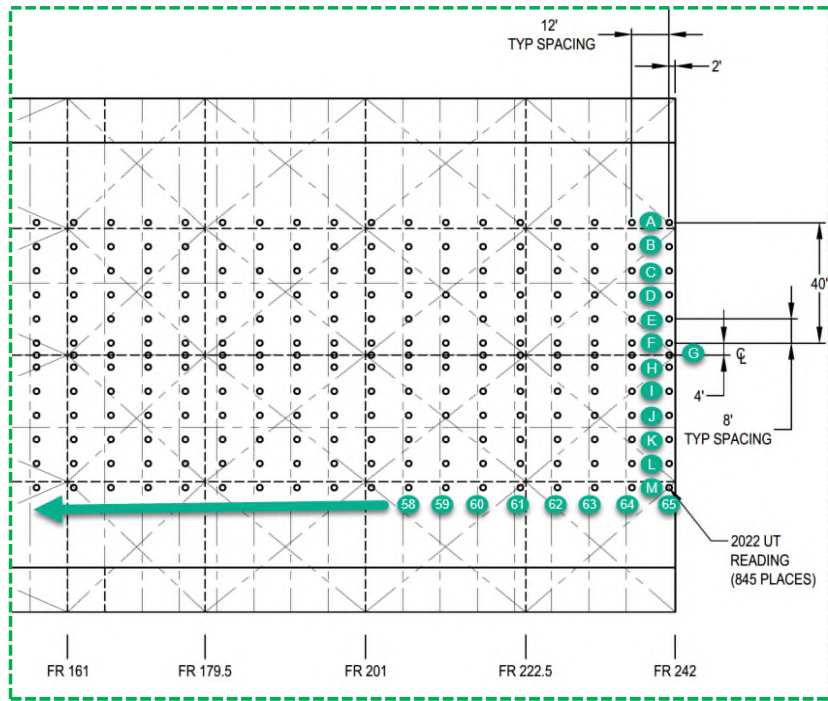 12'
TYP SPACING
2'
A
B
C
D
E
F
G
H
I
J
K
L
M
40'
℄
4'
8'
TYP SPACING
58
59
60
61
62
63
64
65
2022 UT
READING
(845 PLACES)
FR 161
FR 179.5
FR 201
FR 222.5
FR 242